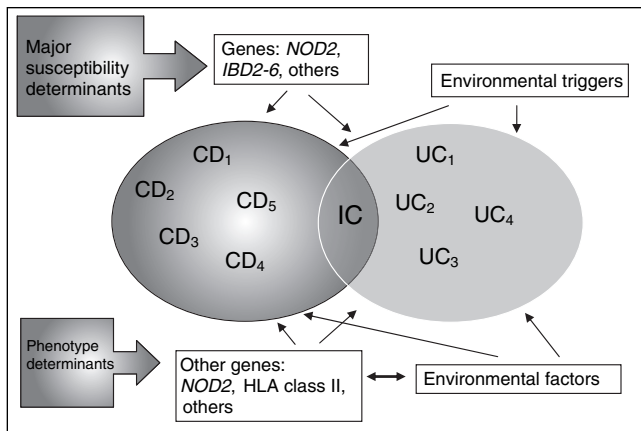 Major
susceptibility
determinants
Genes: NOD2,
IBD2-6, others
Environmental triggers
CD₁
CD₂
CD₃
CD₄
CD₅
IC
UC₁
UC₂
UC₃
UC₄
Phenotype
determinants
Other genes:
NOD2, HLA class II,
others
Environmental factors